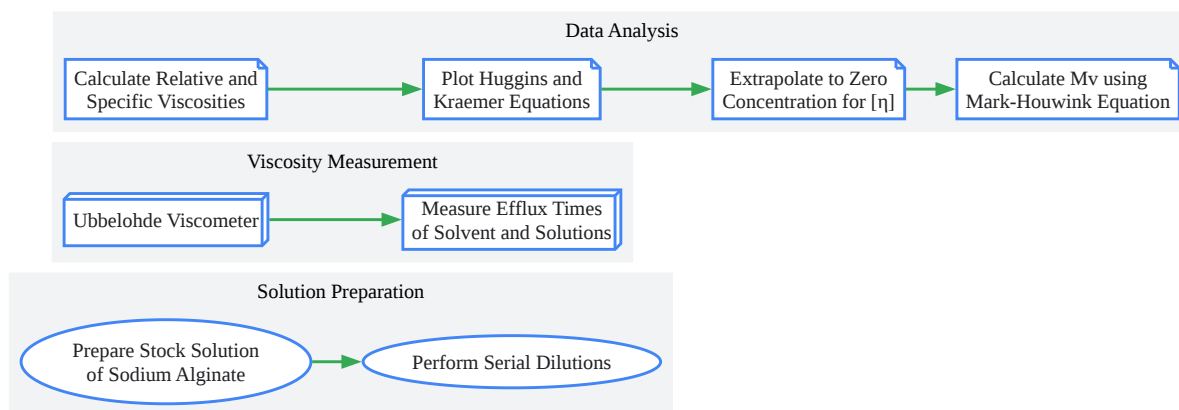 Data Analysis
Calculate Relative and
Specific Viscosities
Plot Huggins and
Kraemer Equations
Extrapolate to Zero
Concentration for [η]
Calculate Mv using
Mark-Houwink Equation
Viscosity Measurement
Ubbelohde Viscometer
Measure Efflux Times
of Solvent and Solutions
Solution Preparation
Prepare Stock Solution
of Sodium Alginate
Perform Serial Dilutions